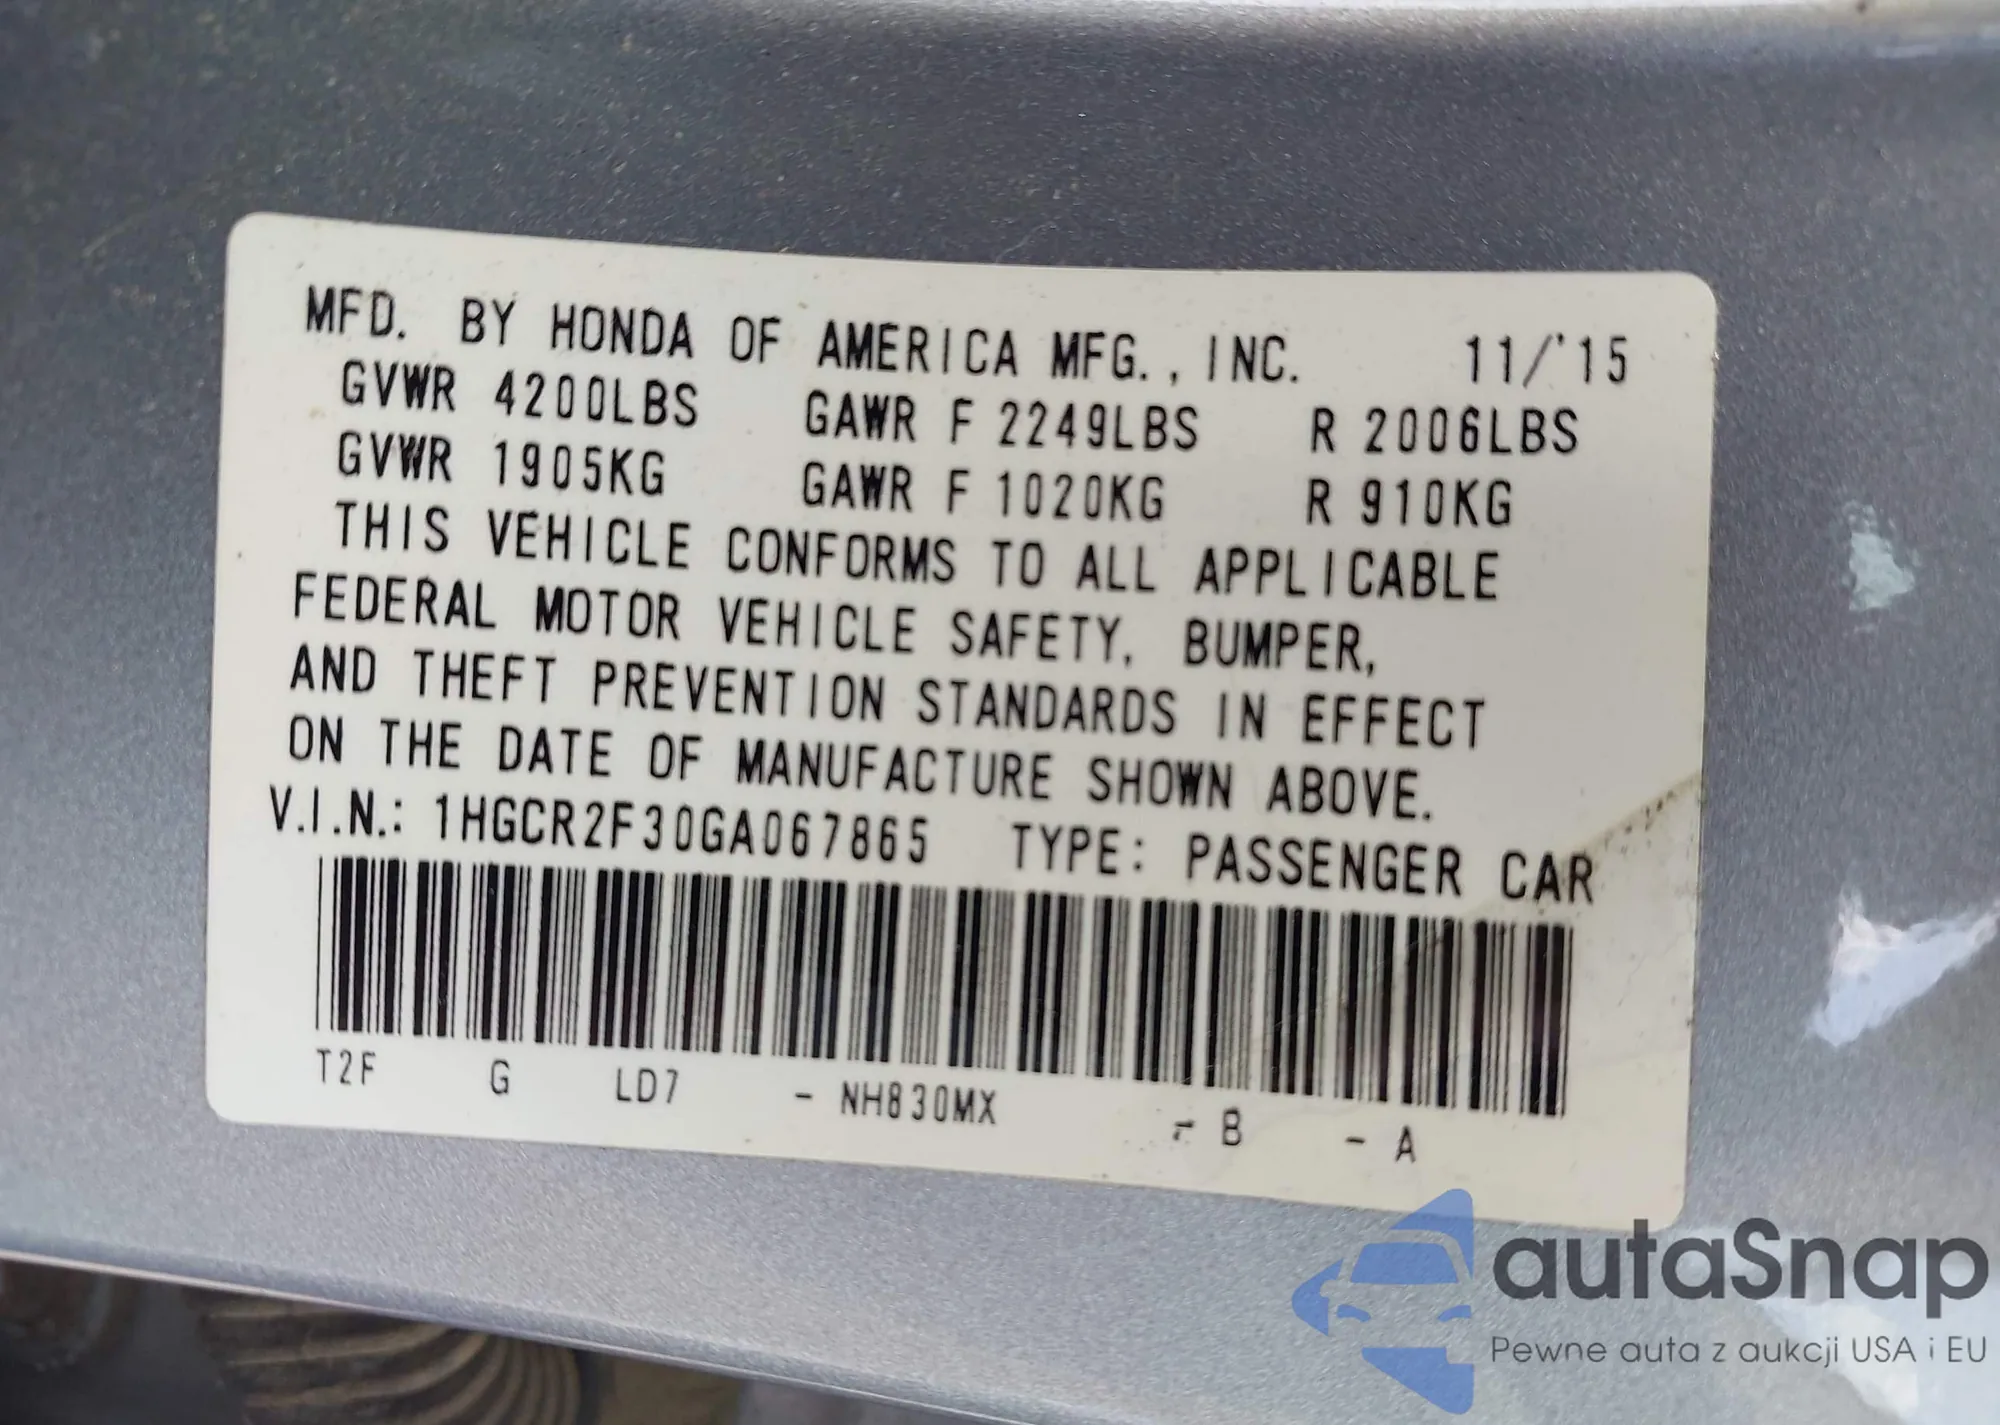 MFD. BY HONDA OF AMERICA MFG., INC. 11/'15
GVWR 4200LBS GAWR F 2249LBS R 2006LBS
GVWR 1905KG GAWR F 1020KG R 910KG
THIS VEHICLE CONFORMS TO ALL APPLICABLE
FEDERAL MOTOR VEHICLE SAFETY, BUMPER,
AND THEFT PREVENTION STANDARDS IN EFFECT
ON THE DATE OF MANUFACTURE SHOWN ABOVE.
V.I.N.: 1HGCR2F30GA067865 TYPE: PASSENGER CAR
T2F G LD7 - NH830MX - B - A
autaSnap
Pewne auta z aukcji USA i EU